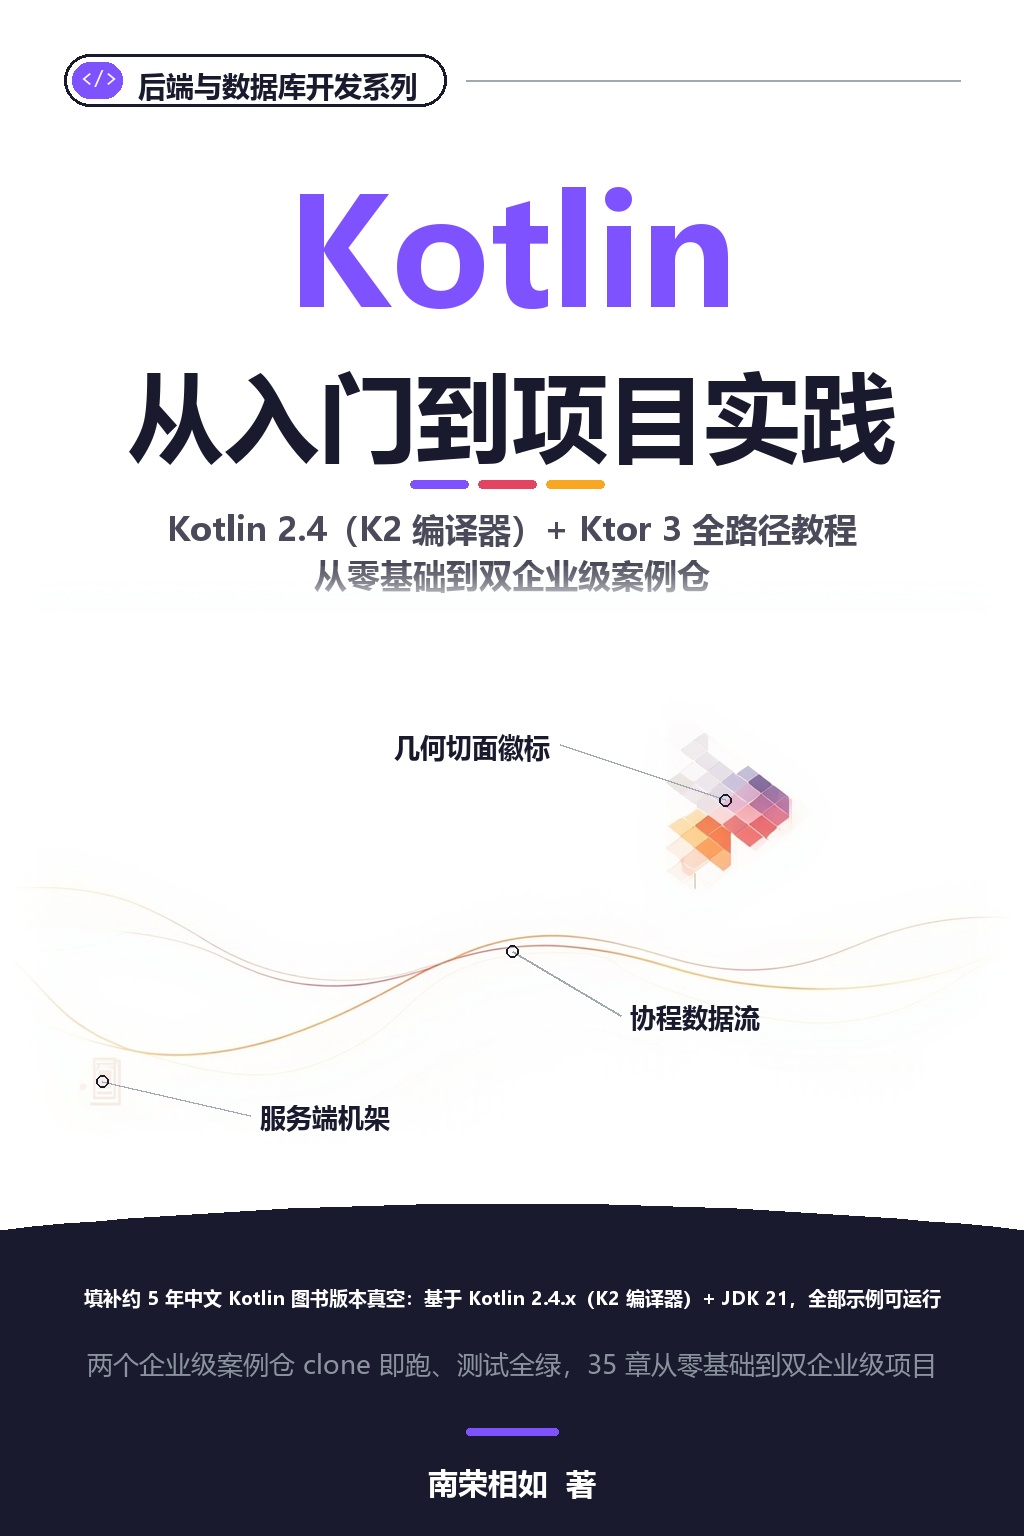 </> 后端与数据库开发系列
Kotlin
从入门到项目实践
Kotlin 2.4（K2 编译器）+ Ktor 3 全路径教程
从零基础到双企业级案例仓
几何切面徽标
协程数据流
服务端机架
填补约 5 年中文 Kotlin 图书版本真空：基于 Kotlin 2.4.x（K2 编译器）+ JDK 21，全部示例可运行
两个企业级案例仓 clone 即跑、测试全绿，35 章从零基础到双企业级项目
南荣相如 著